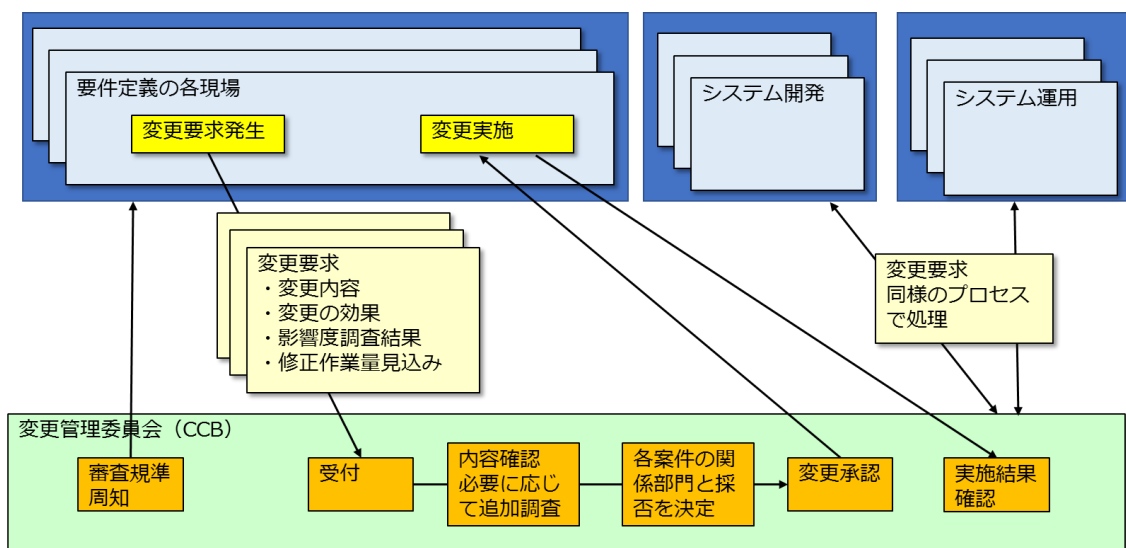 要件定義の各現場
変更要求発生
変更実施
システム開発
システム運用
変更要求
・変更内容
・変更の効果
・影響度調査結果
・修正作業量見込み
変更要求
同様のプロセス
で処理
変更管理委員会（CCB）
審査規準
周知
受付
内容確認
必要に応じ
て追加調査
各案件の関
係部門と採
否を決定
変更承認
実施結果
確認